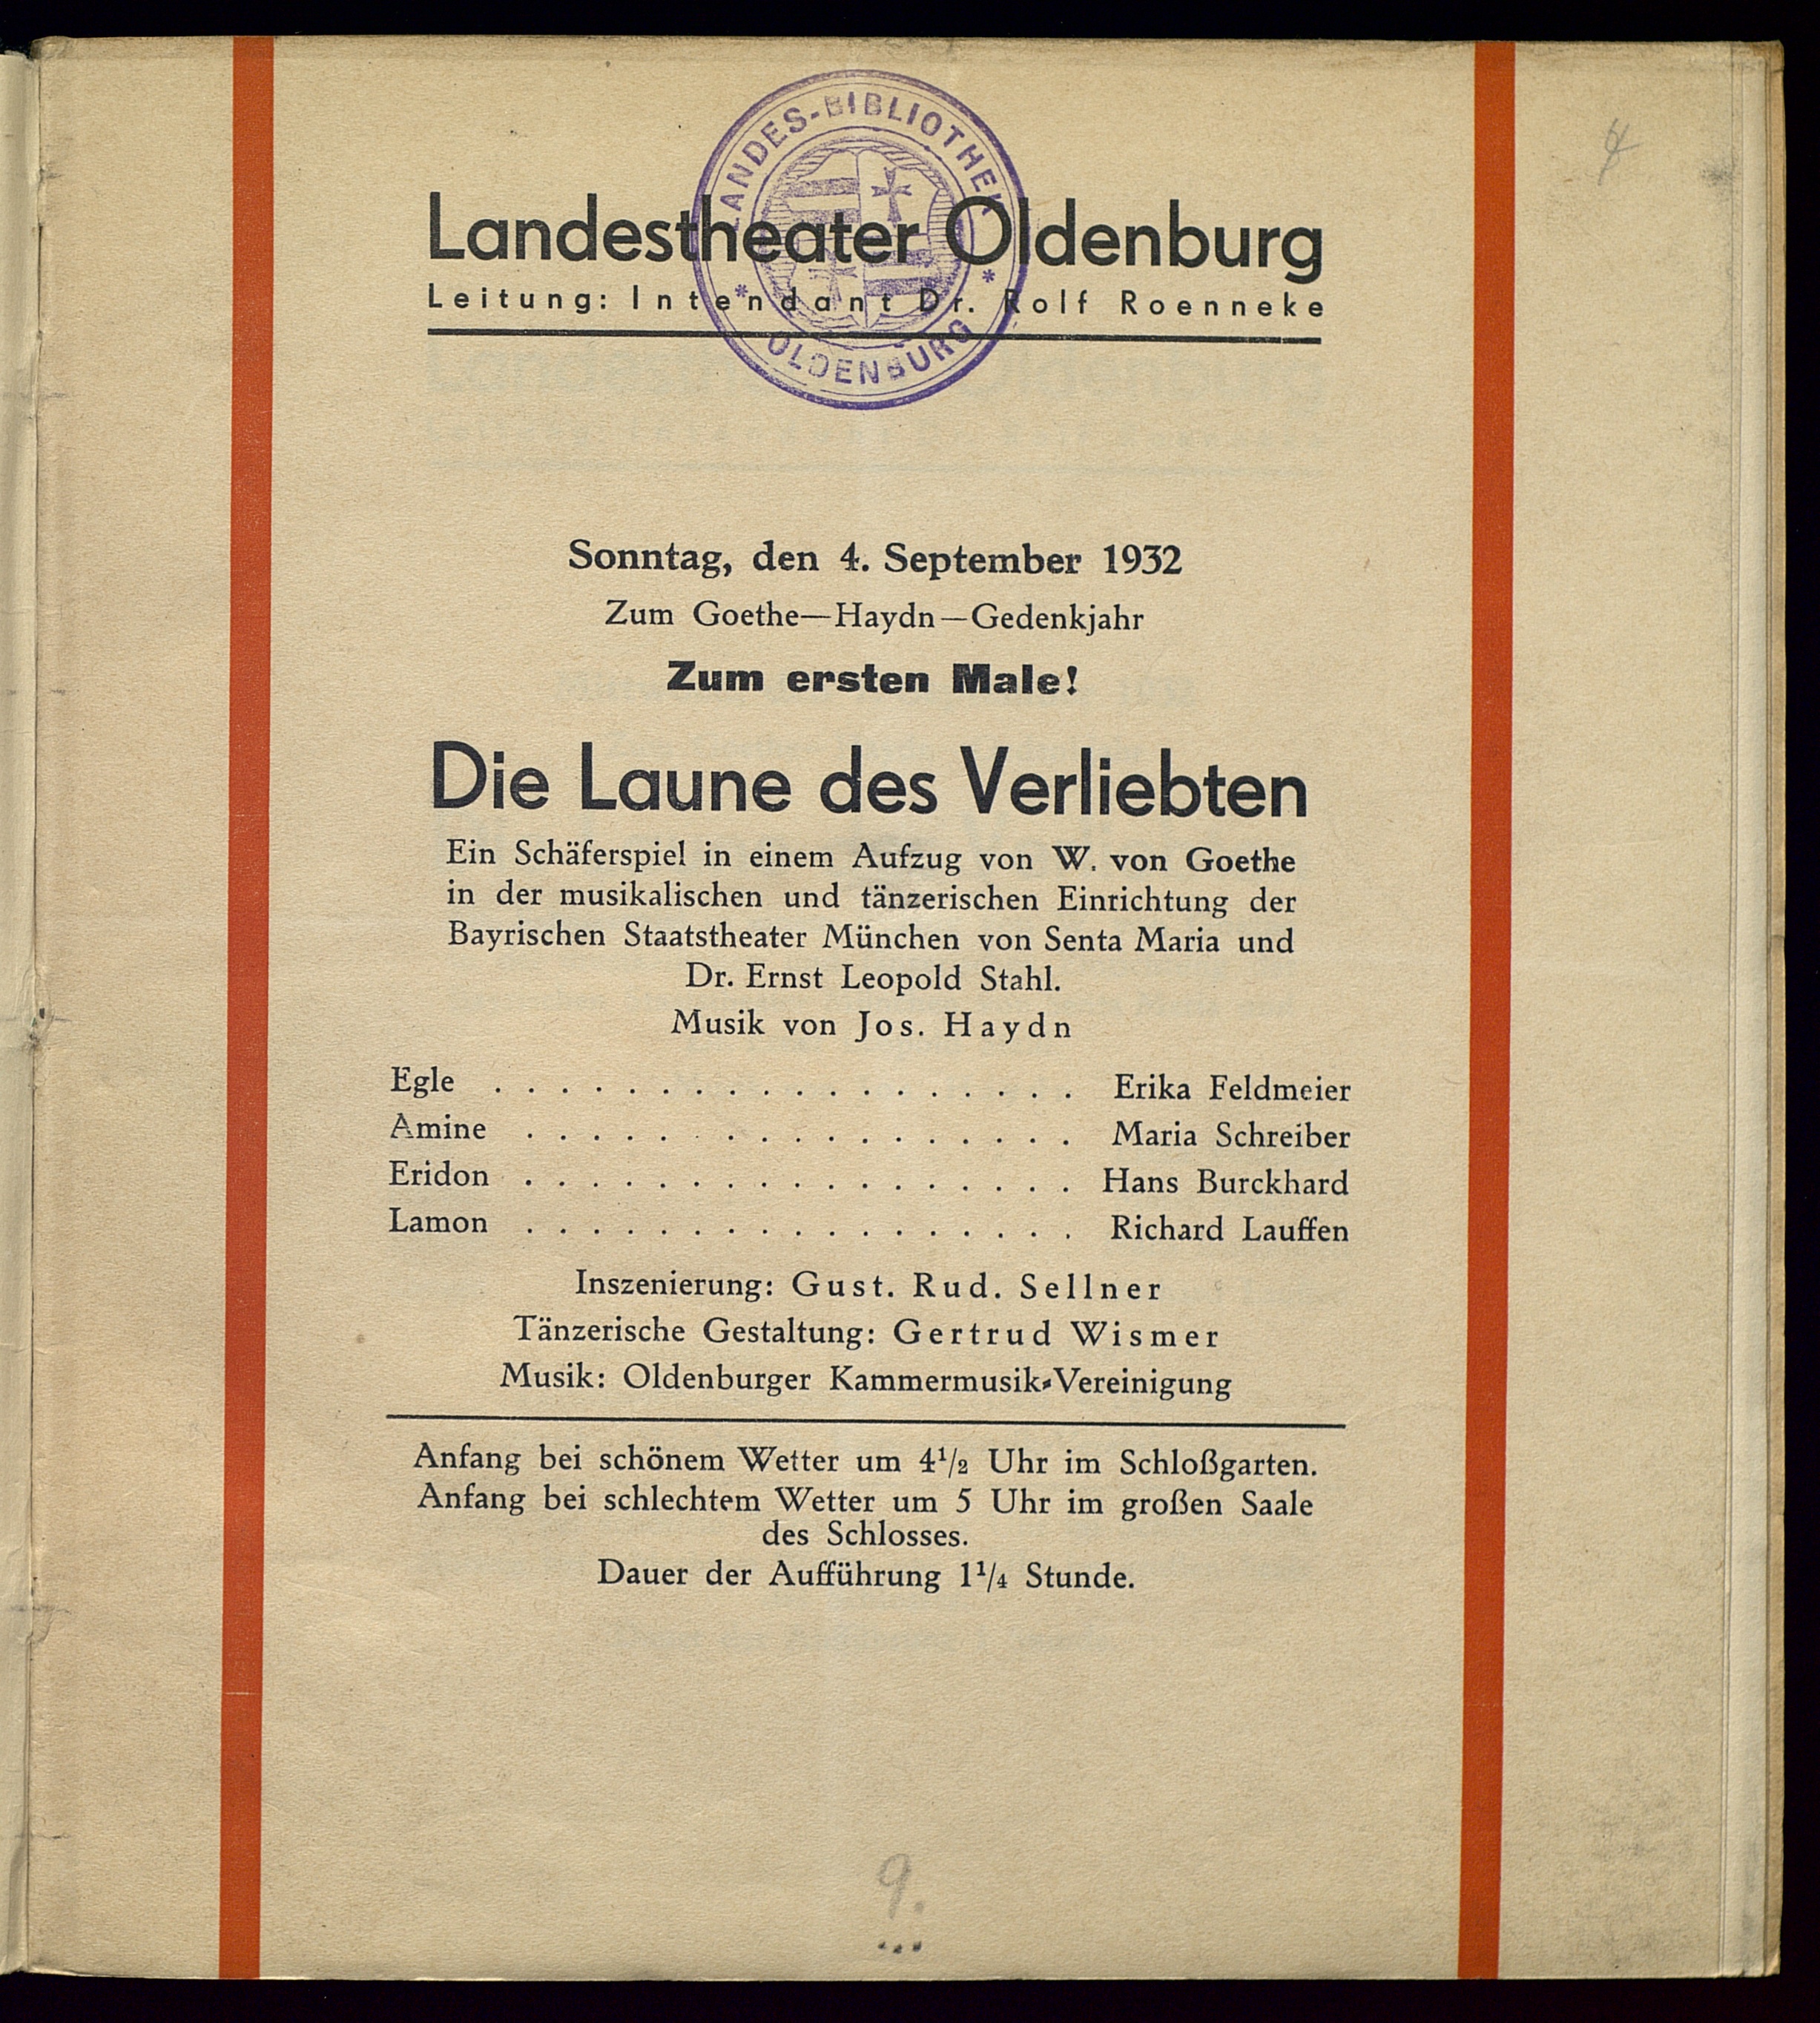 LANDES-BIBLIOTHEK
OLDENBURG
4
Landestheater Oldenburg
Leitung: Intendant Dr. Rolf Roenneke
Sonntag, den 4. September 1932
Zum Goethe—Haydn—Gedenkjahr
Zum ersten Male!
Die Laune des Verliebten
Ein Schäferspiel in einem Aufzug von W. von Goethe
in der musikalischen und tänzerischen Einrichtung der
Bayrischen Staatstheater München von Senta Maria und
Dr. Ernst Leopold Stahl.
Musik von Jos. Haydn
Egle . . . . . . . . . . . . . . . . . . Erika Feldmeier
Amine . . . . . . . . . . . . . . . . . Maria Schreiber
Eridon . . . . . . . . . . . . . . . . . Hans Burckhard
Lamon . . . . . . . . . . . . . . . . . Richard Lauffen
Inszenierung: Gust. Rud. Sellner
Tänzerische Gestaltung: Gertrud Wismer
Musik: Oldenburger Kammermusik-Vereinigung
Anfang bei schönem Wetter um 4¹/₂ Uhr im Schloßgarten.
Anfang bei schlechtem Wetter um 5 Uhr im großen Saale
des Schlosses.
Dauer der Aufführung 1¹/₄ Stunde.
9.